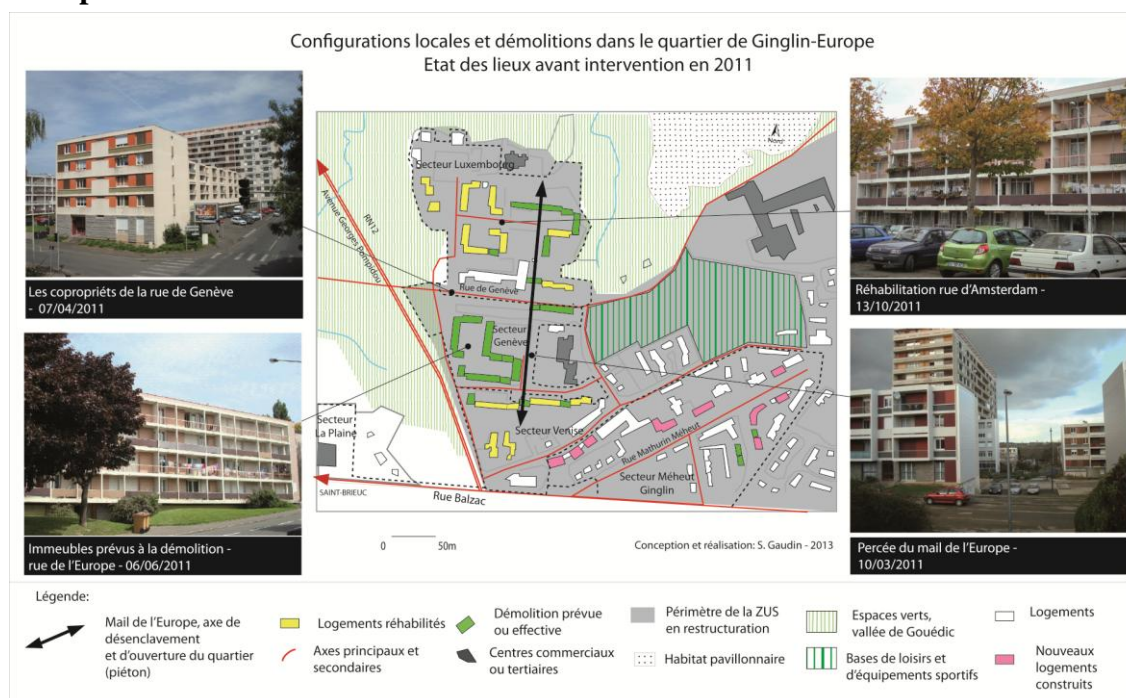 Configurations locales et démolitions dans le quartier de Ginglin-Europe
Etat des lieux avant intervention en 2011
Les copropriéts de la rue de Genève
- 07/04/2011
Immeubles prévus à la démolition -
rue de l'Europe - 06/06/2011
Nord
Secteur Luxembourg
RN12
Avenue Georges Pompidou
Rue de Genève
Secteur
Genève
Secteur
La Plaine
Secteur Venise
Rue Mathurin Méheut
Secteur Méheut
Ginglin
SAINT-BRIEUC
Rue Balzac
0 50m
Conception et réalisation: S. Gaudin - 2013
Réhabilitation rue d'Amsterdam -
13/10/2011
Percée du mail de l'Europe -
10/03/2011
Légende:
Mail de l'Europe, axe de
désenclavement
et d'ouverture du quartier
(piéton)
Logements réhabilités
Axes principaux et
secondaires
Démolition prévue
ou effective
Centres commerciaux
ou tertiaires
Périmètre de la ZUS
en restructuration
Habitat pavillonnaire
Espaces verts,
vallée de Gouédic
Bases de loisirs et
d'équipements sportifs
Logements
Nouveaux
logements
construits